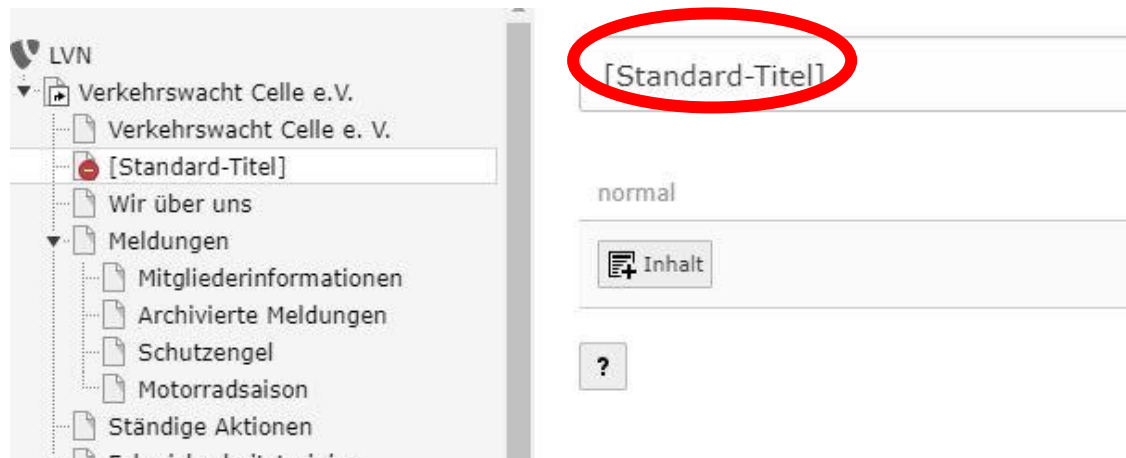 LVN
Verkehrswacht Celle e.V.
Verkehrswacht Celle e. V.
[Standard-Titel]
Wir über uns
Meldungen
Mitgliederinformationen
Archivierte Meldungen
Schutzengel
Motorradsaison
Ständige Aktionen
[Standard-Titel]
normal
Inhalt
?